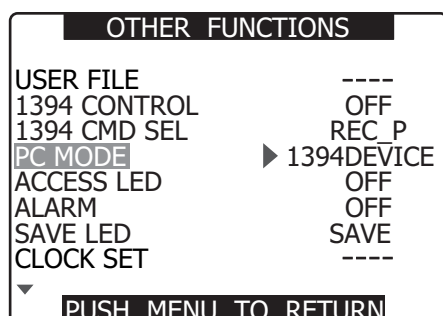 OTHER FUNCTIONS
USER FILE ----
1394 CONTROL OFF
1394 CMD SEL REC_P
PC MODE 1394DEVICE
ACCESS LED OFF
ALARM OFF
SAVE LED SAVE
CLOCK SET ----
PUSH MENU TO RETURN